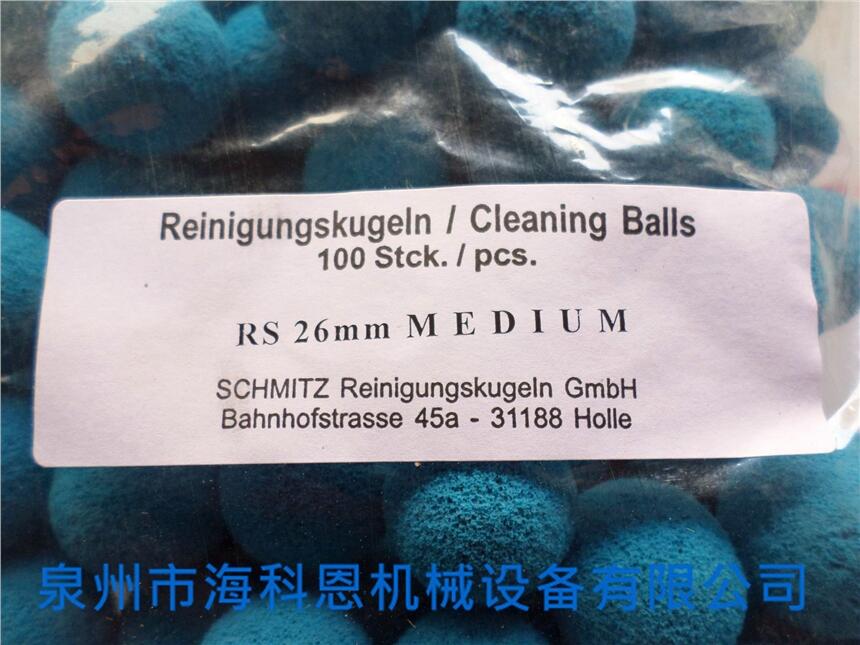 Reinigungskugeln / Cleaning Balls
100 Stck. / pcs.
RS 26mm MEDIUM
SCHMITZ Reinigungskugeln GmbH
Bahnhofstrasse 45a - 31188 Holle
泉州市海科恩机械设备有限公司